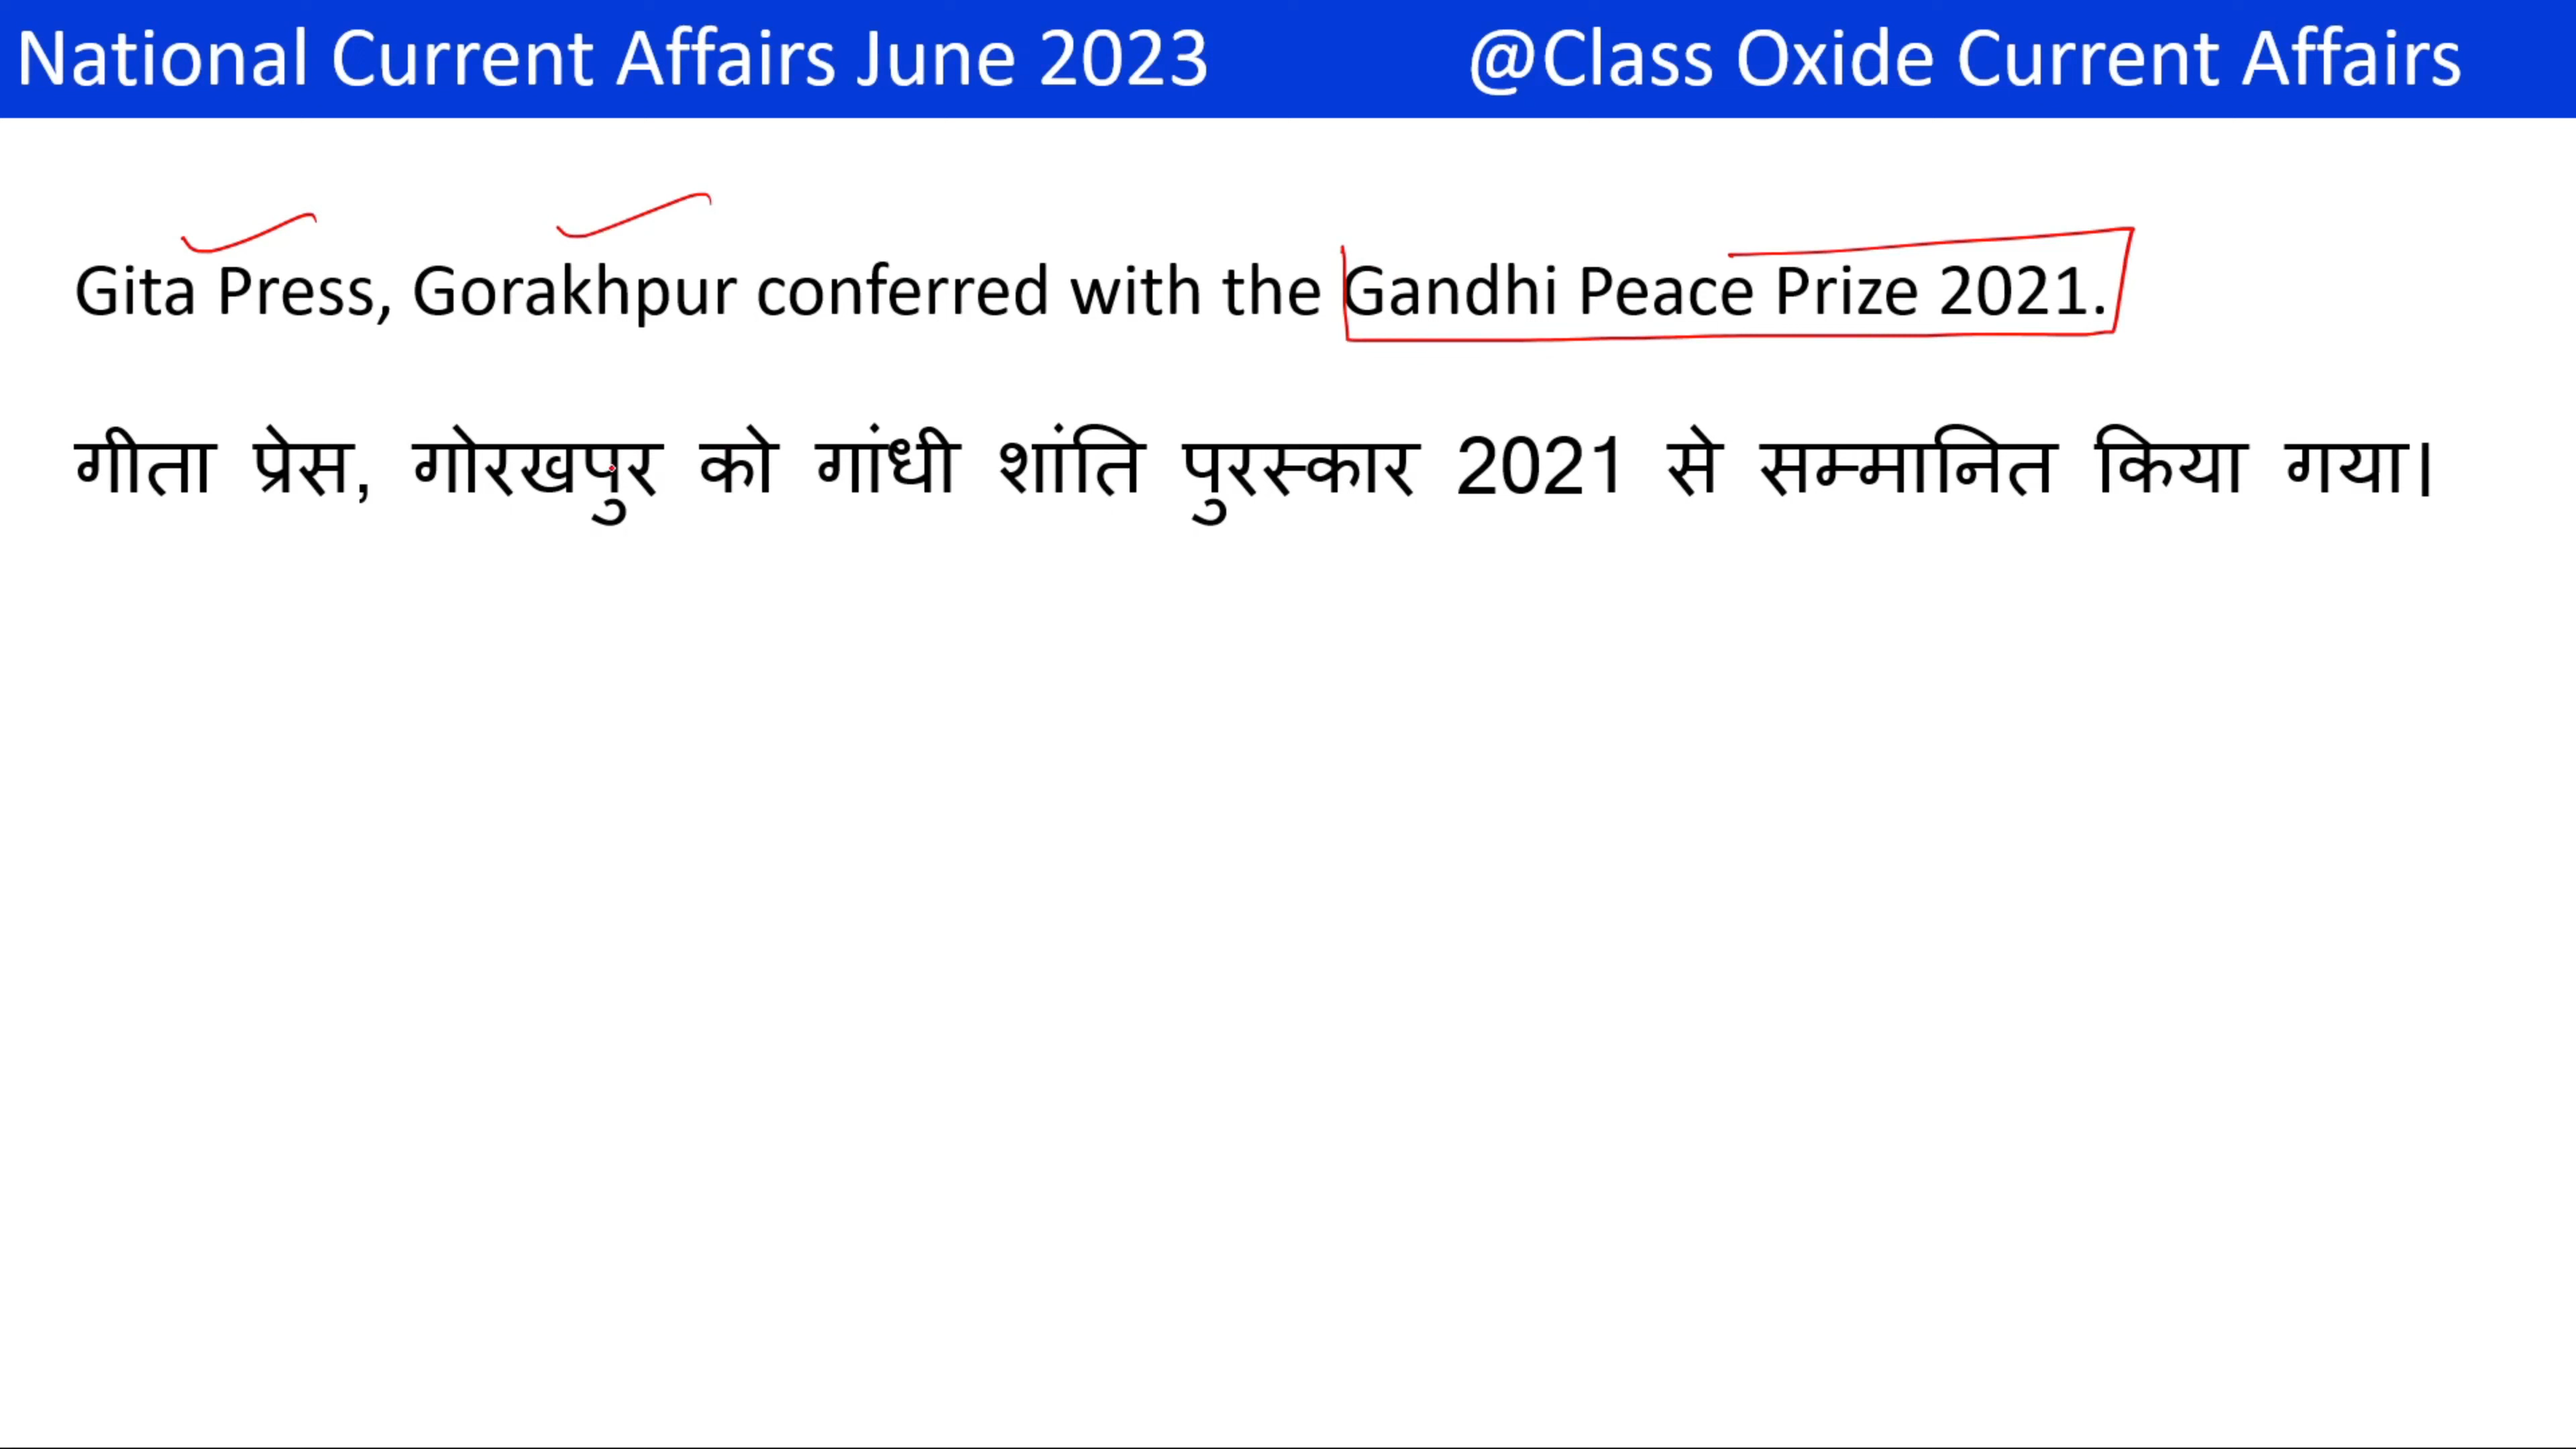 National Current Affairs June 2023 @Class Oxide Current Affairs
Gita Press, Gorakhpur conferred with the Gandhi Peace Prize 2021.
गीता प्रेस, गोरखपुर को गांधी शांति पुरस्कार 2021 से सम्मानित किया गया।